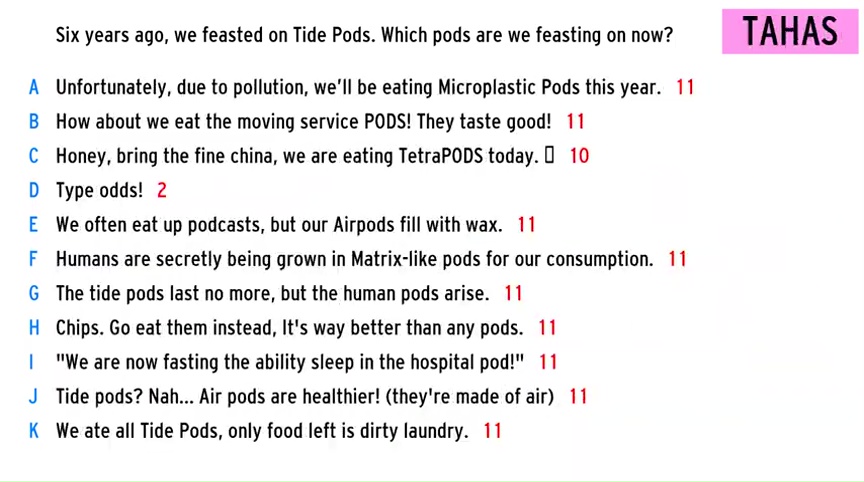 Six years ago, we feasted on Tide Pods. Which pods are we feasting on now?
TAHAS
A Unfortunately, due to pollution, we'll be eating Microplastic Pods this year. 11
B How about we eat the moving service PODS! They taste good! 11
C Honey, bring the fine china, we are eating TetraPODS today. ▯ 10
D Type odds! 2
E We often eat up podcasts, but our Airpods fill with wax. 11
F Humans are secretly being grown in Matrix-like pods for our consumption. 11
G The tide pods last no more, but the human pods arise. 11
H Chips. Go eat them instead, It's way better than any pods. 11
I "We are now fasting the ability sleep in the hospital pod!" 11
J Tide pods? Nah... Air pods are healthier! (they're made of air) 11
K We ate all Tide Pods, only food left is dirty laundry. 11